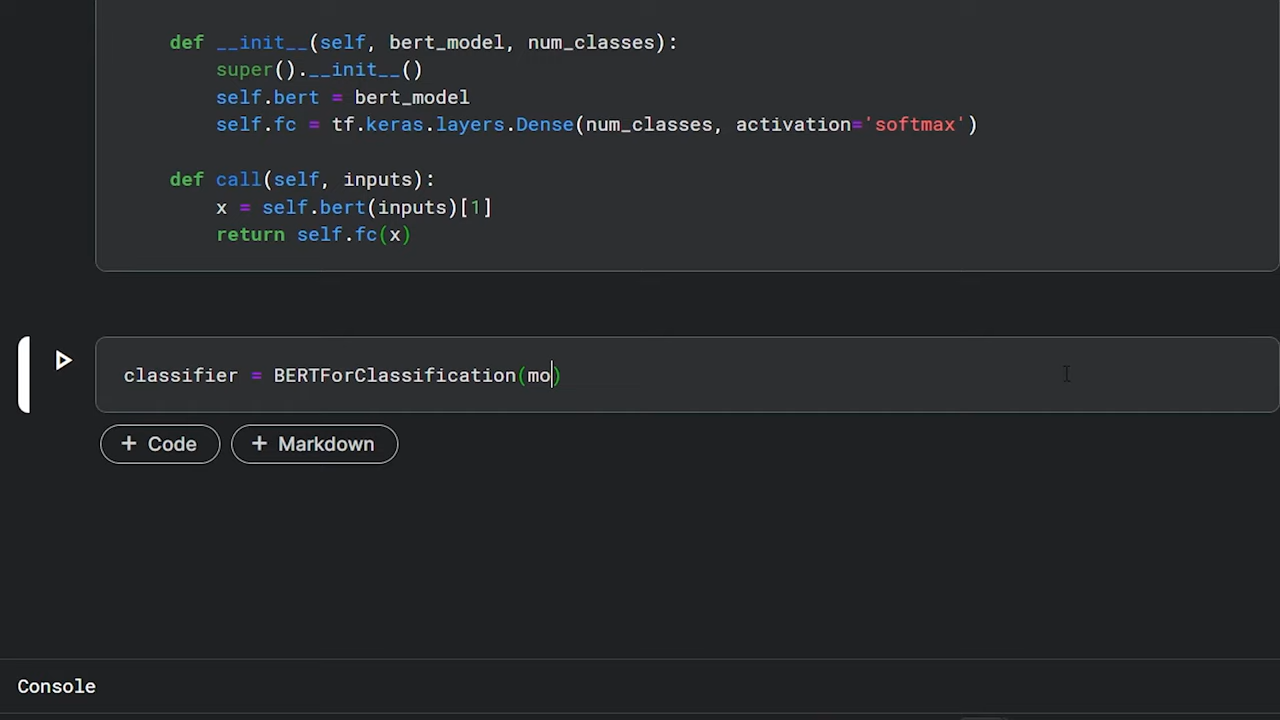 def __init__(self, bert_model, num_classes):
super().__init__()
self.bert = bert_model
self.fc = tf.keras.layers.Dense(num_classes, activation='softmax')
def call(self, inputs):
x = self.bert(inputs)[1]
return self.fc(x)
classifier = BERTForClassification(mo)
+ Code + Markdown
Console